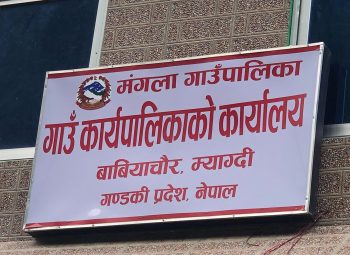 मंगला गाउँपालिका
गाउँ कार्यपालिकाको कार्यालय
बाबियाचौर, म्याग्दी
गण्डकी प्रदेश, नेपाल